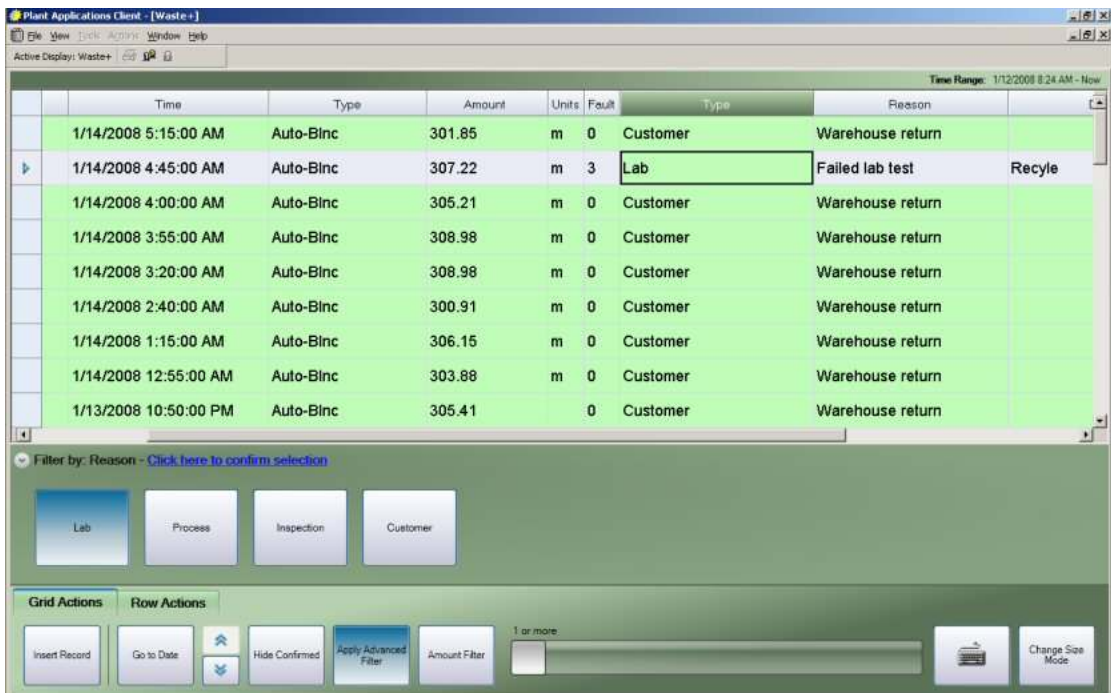 Plant Applications Client - [Waste+]
File View Tools Actions Window Help
Active Display: Waste+
Time Range: 1/12/2008 8:24 AM - Now
Time Type Amount Units Fault Type Reason
1/14/2008 5:15:00 AM Auto-BInc 301.85 m 0 Customer Warehouse return
1/14/2008 4:45:00 AM Auto-BInc 307.22 m 3 Lab Failed lab test Recyle
1/14/2008 4:00:00 AM Auto-BInc 305.21 m 0 Customer Warehouse return
1/14/2008 3:55:00 AM Auto-BInc 308.98 m 0 Customer Warehouse return
1/14/2008 3:20:00 AM Auto-BInc 308.98 m 0 Customer Warehouse return
1/14/2008 2:40:00 AM Auto-BInc 300.91 m 0 Customer Warehouse return
1/14/2008 1:15:00 AM Auto-BInc 306.15 m 0 Customer Warehouse return
1/14/2008 12:55:00 AM Auto-BInc 303.88 m 0 Customer Warehouse return
1/13/2008 10:50:00 PM Auto-BInc 305.41 0 Customer Warehouse return
Filter by: Reason - Click here to confirm selection
Lab Process Inspection Customer
Grid Actions Row Actions
1 or more
Insert Record Go to Date Hide Confirmed Apply Advanced Filter Amount Filter Change Size Mode